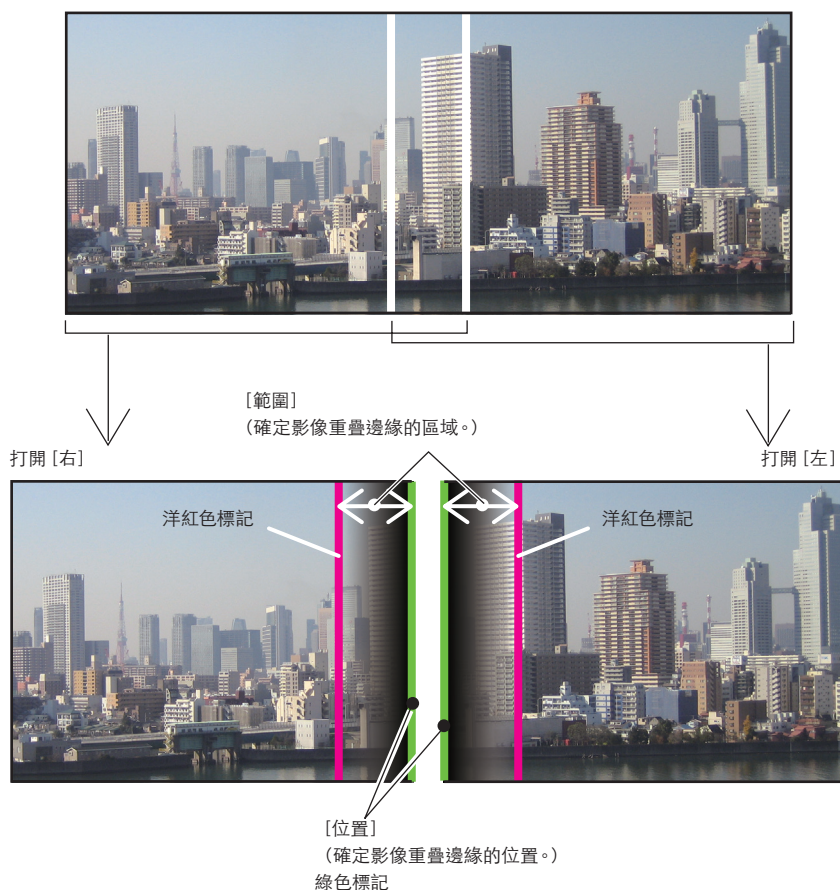 [範圍]
（確定影像重疊邊緣的區域。）
打開 [右]
打開 [左]
洋紅色標記
洋紅色標記
[位置]
（確定影像重疊邊緣的位置。）
綠色標記